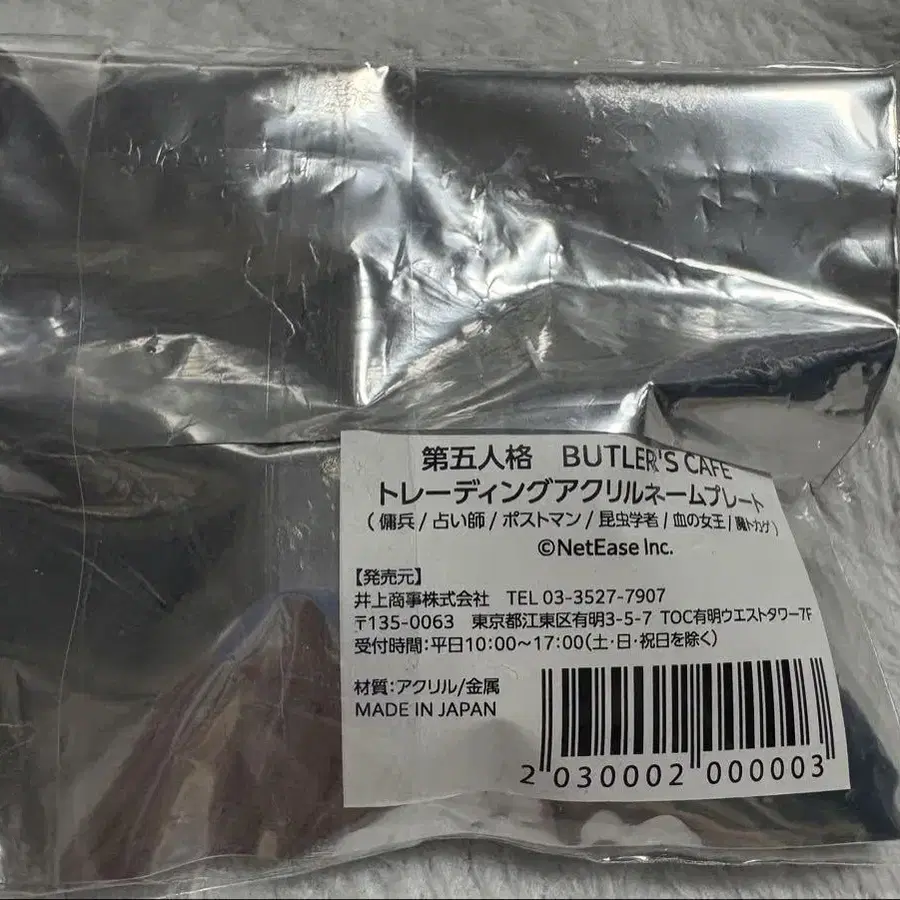 第五人格 BUTLER'S CAFE
トレーディングアクリルネームプレート
(傭兵/占い師/ポストマン/昆虫学者/血の女王/魔トカゲ)
©NetEase Inc.
【発売元】
井上商事株式会社 TEL 03-3527-7907
〒135-0063 東京都江東区有明3-5-7 TOC有明ウエストタワー7F
受付時間:平日10:00～17:00(土・日・祝日を除く)
材質:アクリル/金属
MADE IN JAPAN
2 030002 000003